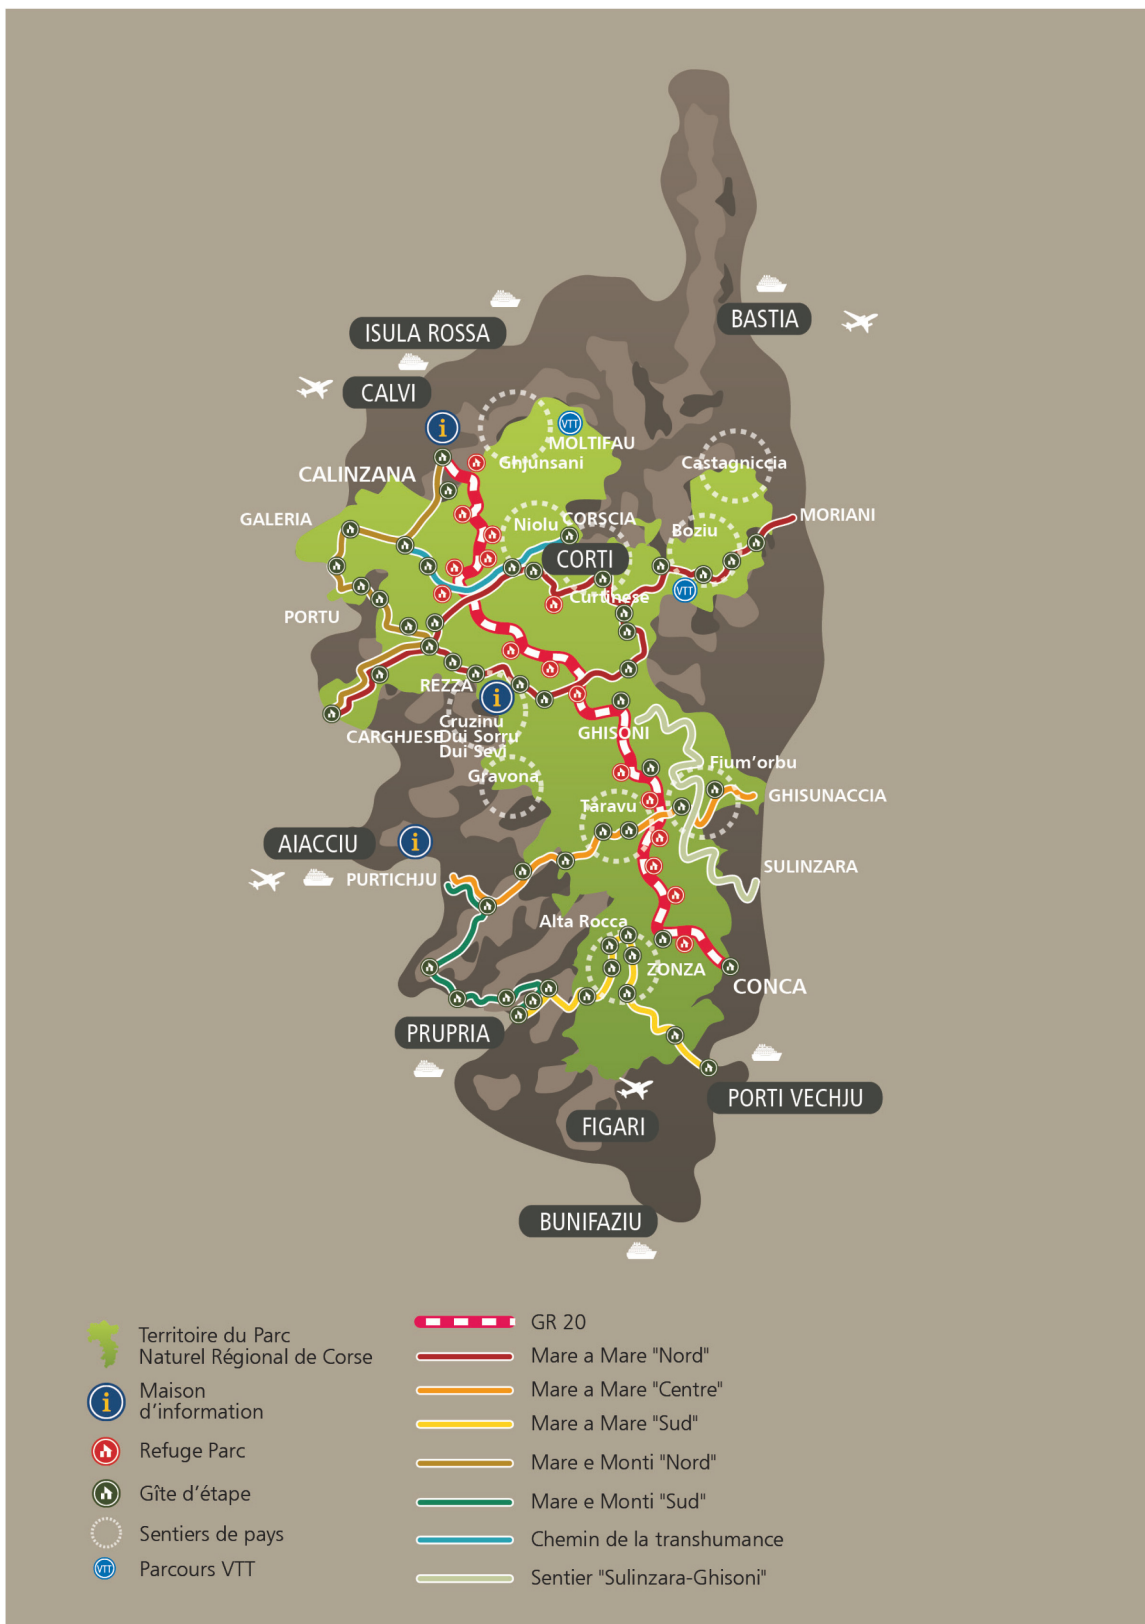 BASTIA
ISULA ROSSA
CALVI
i
VTT
MOLTIFAU
Ghjunsani
Castagniccia
CALINZANA
GALERIA
Niolu
CORSCIA
Boziu
MORIANI
CORTI
VTT
Curtinese
PORTU
REZZA
i
CARGHJESE
Cruzinu
Dui Sorru
Dui Sevi
GHISONI
Gravona
Fium'orbu
GHISUNACCIA
Taravu
AIACCIU
i
PURTICHJU
SULINZARA
Alta Rocca
ZONZA
CONCA
PRUPRIA
PORTI VECHJU
FIGARI
BUNIFAZIU
Territoire du Parc
Naturel Régional de Corse
i
Maison
d'information
Refuge Parc
Gîte d'étape
Sentiers de pays
VTT
Parcours VTT
GR 20
Mare a Mare "Nord"
Mare a Mare "Centre"
Mare a Mare "Sud"
Mare e Monti "Nord"
Mare e Monti "Sud"
Chemin de la transhumance
Sentier "Sulinzara-Ghisoni"